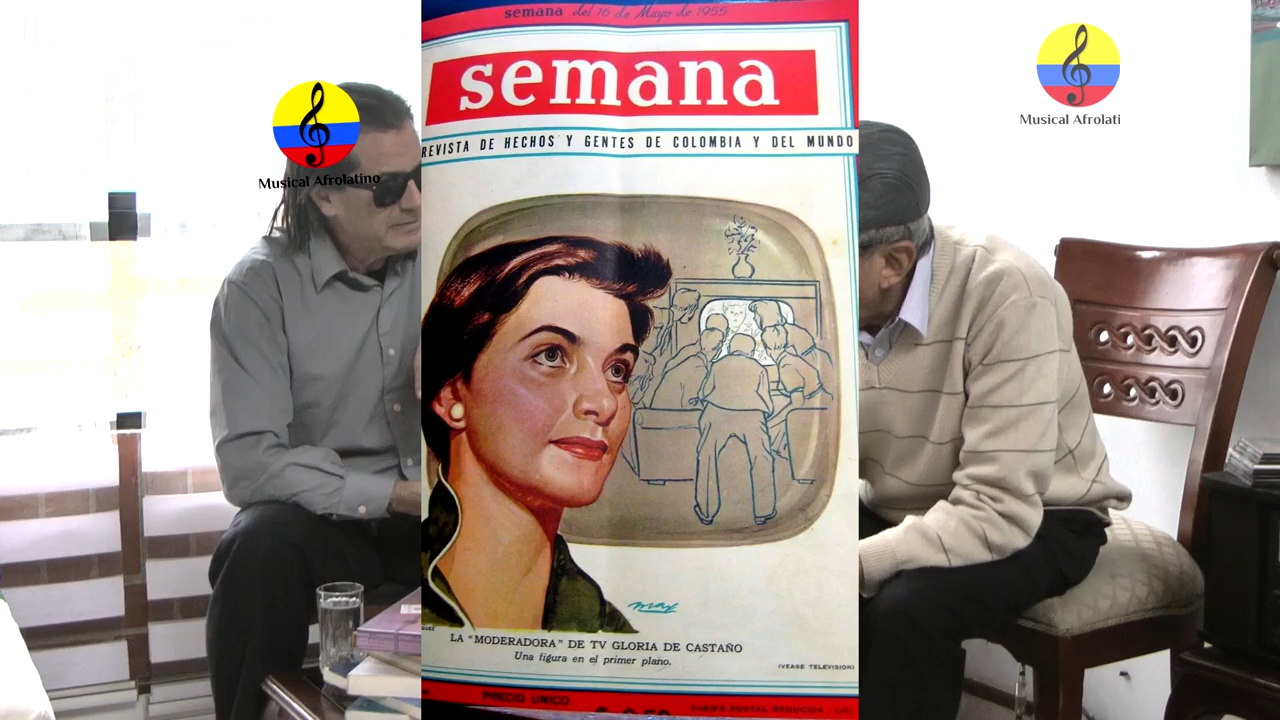 semana del 16 de Mayo de 1955
semana
REVISTA DE HECHOS Y GENTES DE COLOMBIA Y DEL MUNDO
Musical Afrolatino
Musical Afrolati
max
LA "MODERADORA" DE TV GLORIA DE CASTAÑO
Una figura en el primer plano.
(VEASE TELEVISION)
PRECIO UNICO
TARIFA POSTAL REDUCIDA - LIC.